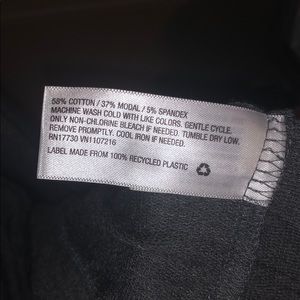 58% COTTON / 37% MODAL / 5% SPANDEX
MACHINE WASH COLD WITH LIKE COLORS. GENTLE CYCLE.
ONLY NON-CHLORINE BLEACH IF NEEDED. TUMBLE DRY LOW.
REMOVE PROMPTLY. COOL IRON IF NEEDED.
RN17730 VN1107216
LABEL MADE FROM 100% RECYCLED PLASTIC